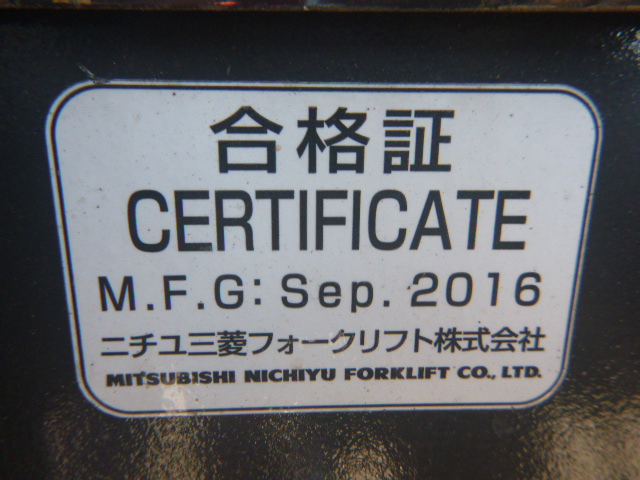 合格証
CERTIFICATE
M.F.G: Sep. 2016
ニチユ三菱フォークリフト株式会社
MITSUBISHI NICHIYU FORKLIFT CO., LTD.